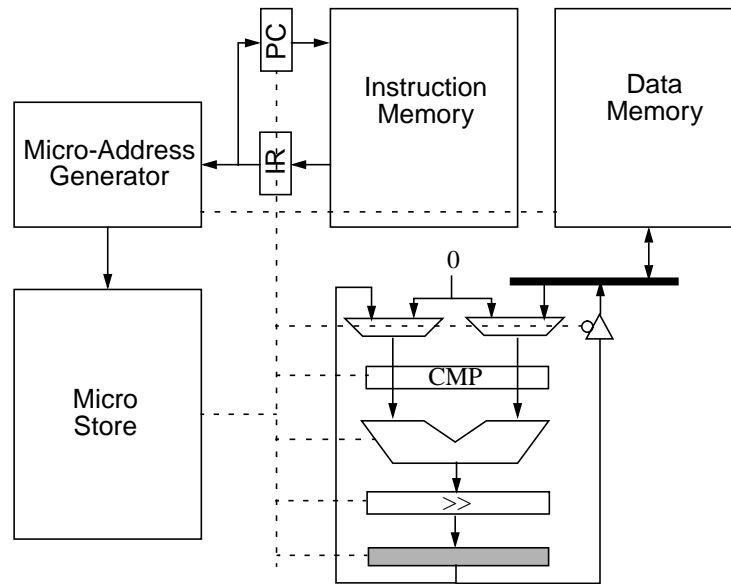 PC
Instruction
Memory
Data
Memory
Micro-Address
Generator
IR
0
CMP
Micro
Store
>>